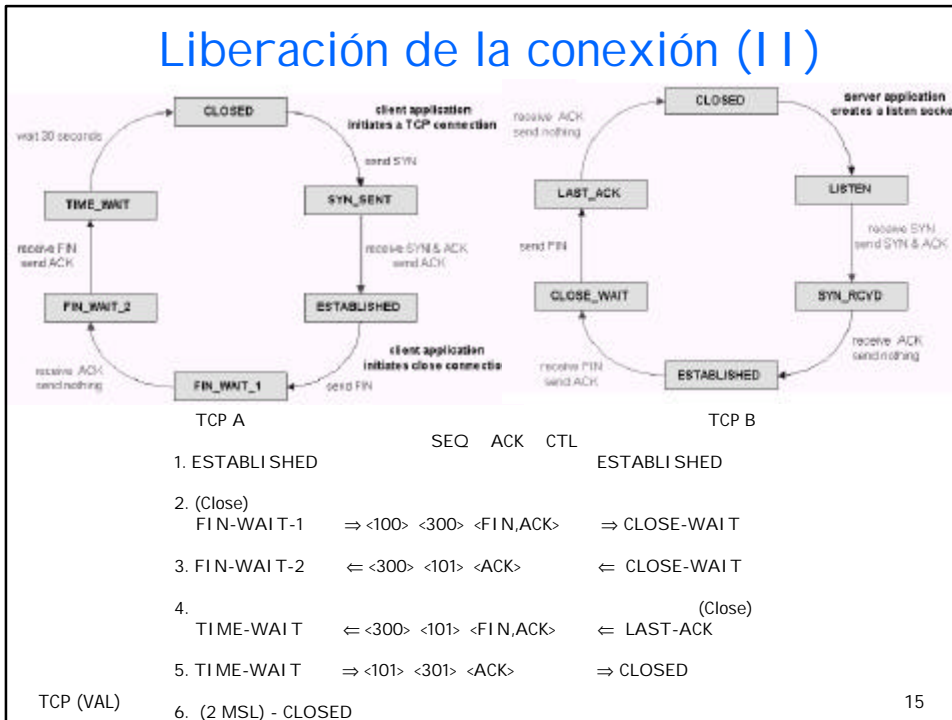 Liberación de la conexión (II)
CLOSED
client application
initiates a TCP connection
wait 30 seconds
send SYN
TIME_WAIT
SYN_SENT
receive FIN
send ACK
receive SYN & ACK
send ACK
FIN_WAIT_2
ESTABLISHED
client application
initiates close connectio
receive ACK
send nothing
FIN_WAIT_1
send FIN
CLOSED
server application
creates a listen socke
receive ACK
send nothing
LAST_ACK
LISTEN
send FIN
receive SYN
send SYN & ACK
CLOSE_WAIT
SYN_RCVD
receive FIN
send ACK
receive ACK
send nothing
ESTABLISHED
TCP A TCP B
SEQ ACK CTL
1. ESTABLISHED ESTABLISHED
2. (Close)
FIN-WAIT-1 ⇒ <100> <300> <FIN,ACK> ⇒ CLOSE-WAIT
3. FIN-WAIT-2 ⇐ <300> <101> <ACK> ⇐ CLOSE-WAIT
4. (Close)
TIME-WAIT ⇐ <300> <101> <FIN,ACK> ⇐ LAST-ACK
5. TIME-WAIT ⇒ <101> <301> <ACK> ⇒ CLOSED
6. (2 MSL) - CLOSED
TCP (VAL) 15